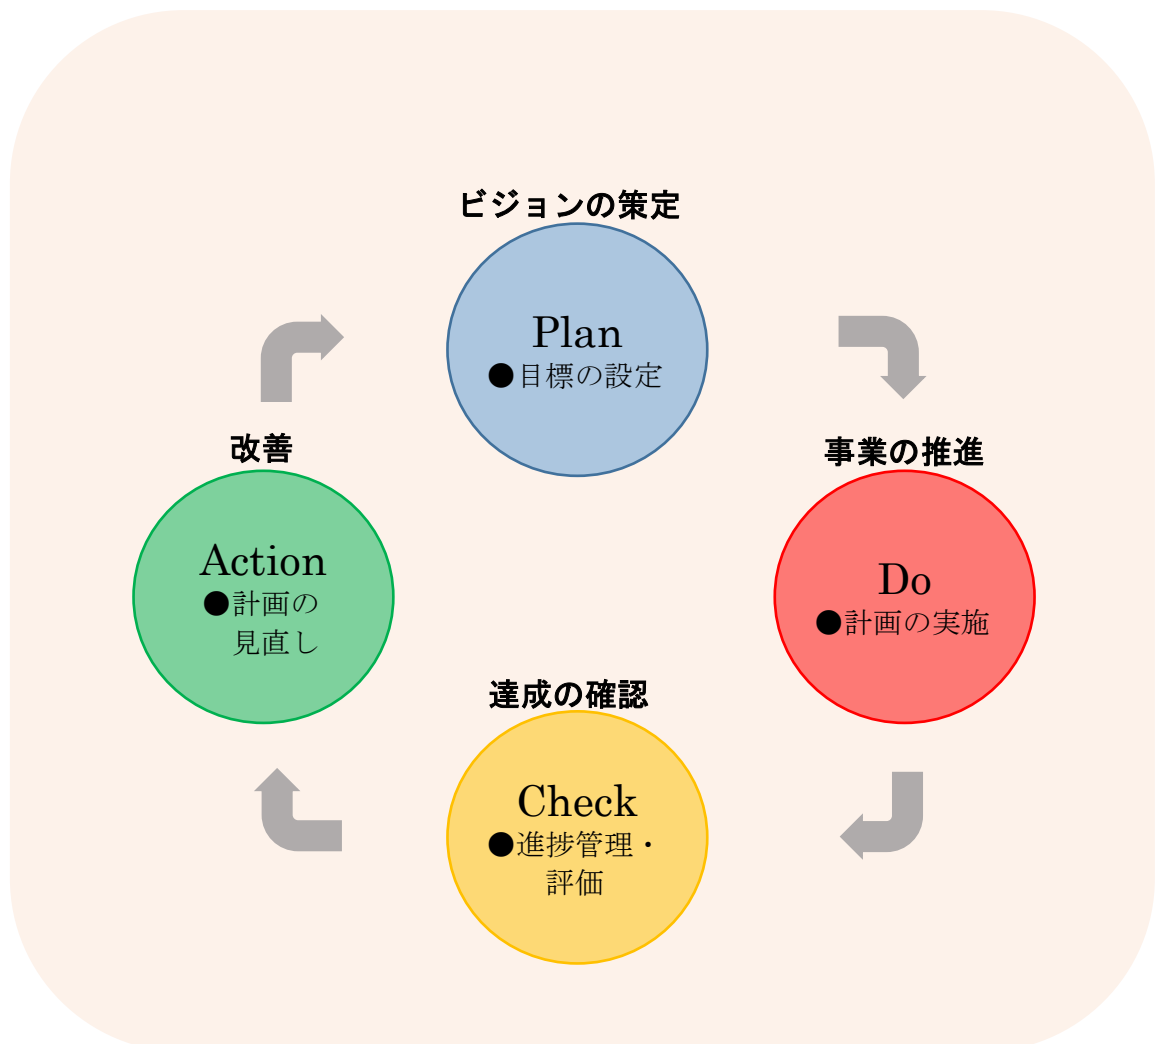 ビジョンの策定
Plan
●目標の設定
事業の推進
Do
●計画の実施
達成の確認
Check
●進捗管理・
評価
改善
Action
●計画の
見直し